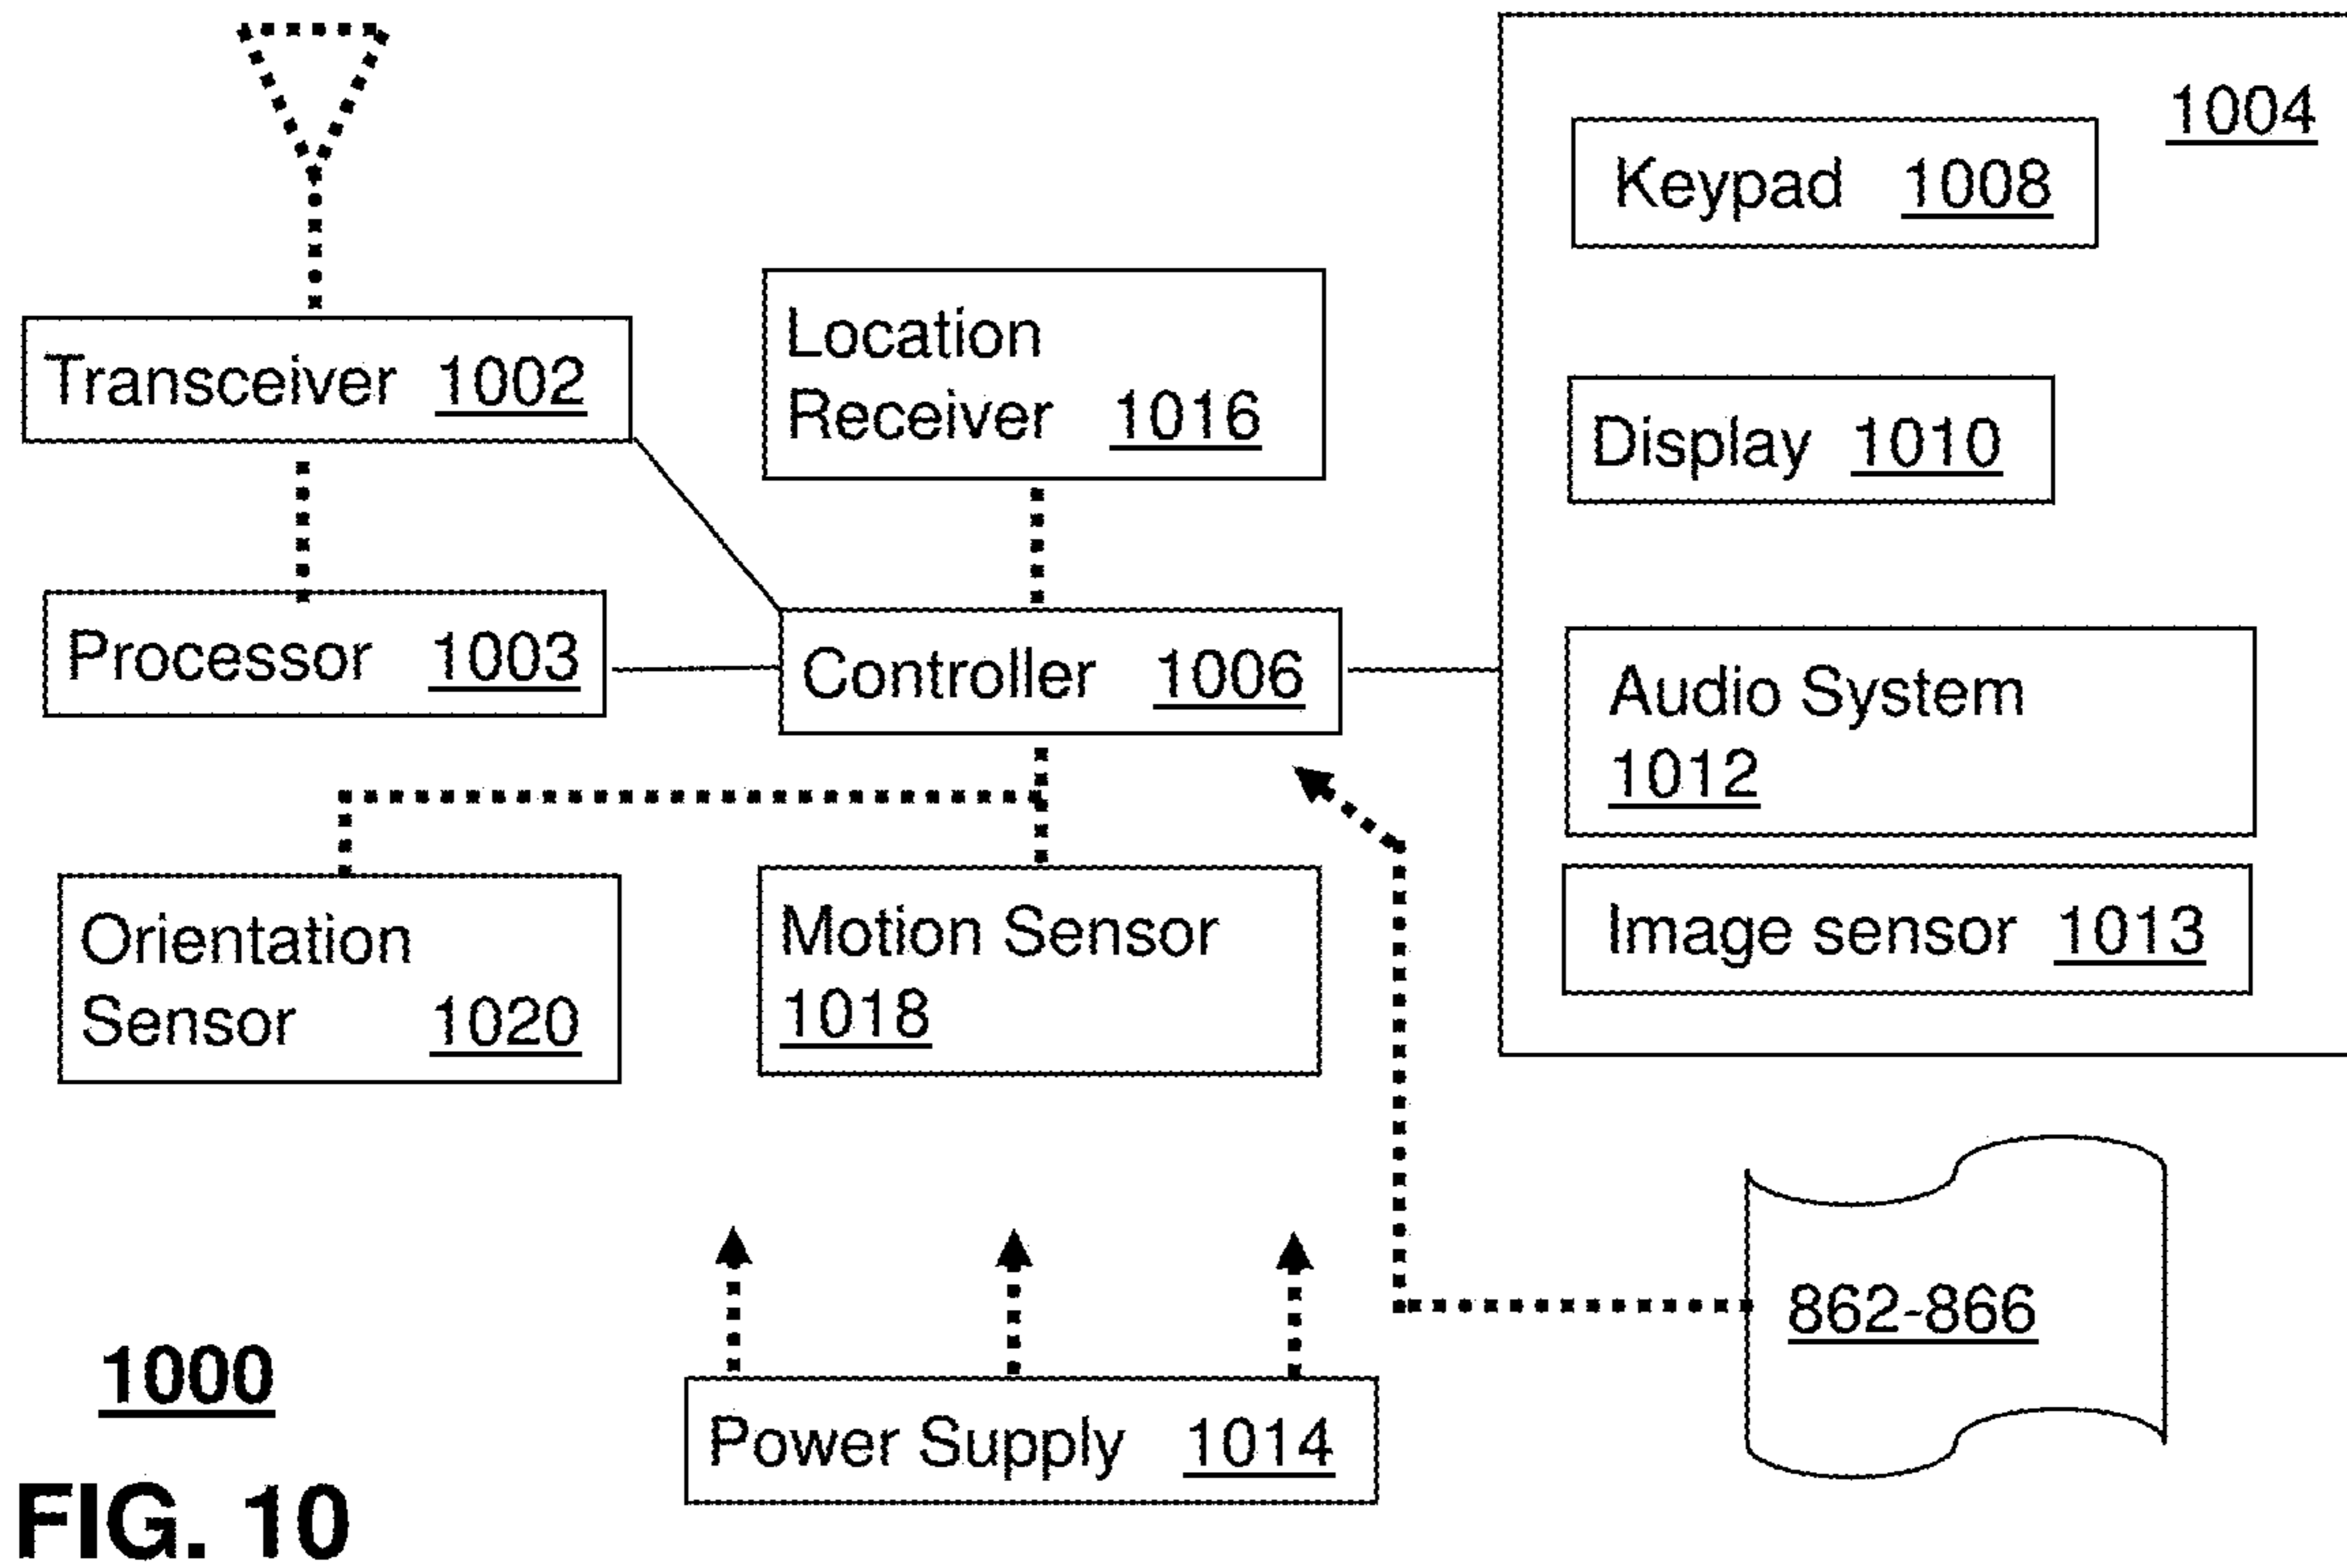 1004
Keypad 1008
Location
Receiver 1016
Transceiver 1002
Display 1010
Processor 1003
Controller 1006
Audio System
1012
Orientation
Sensor 1020
Motion Sensor
1018
Image sensor 1013
862-866
1000
Power Supply 1014
FIG. 10